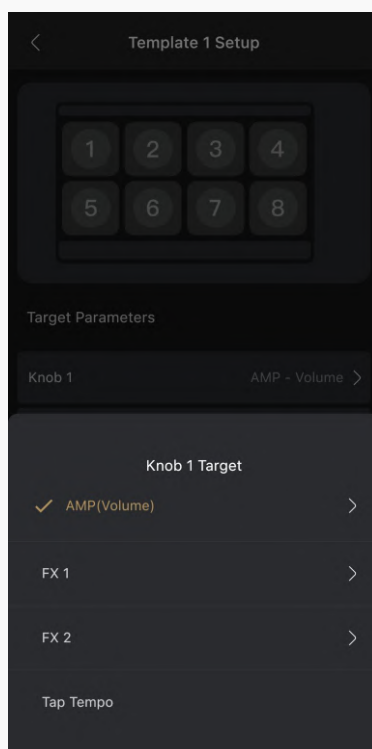 Template 1 Setup
1 2 3 4
5 6 7 8
Target Parameters
Knob 1 AMP - Volume
Knob 1 Target
AMP(Volume)
FX 1
FX 2
Tap Tempo